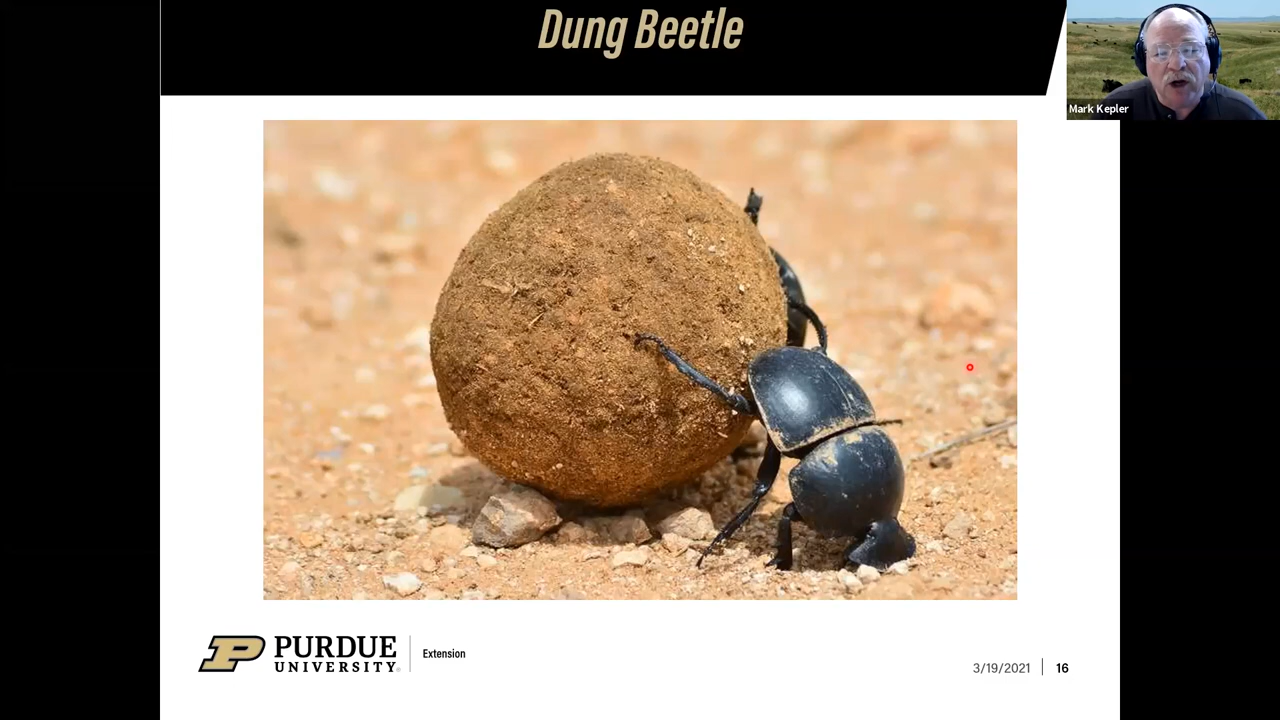 Dung Beetle
Mark Kepler
PURDUE
UNIVERSITY®
Extension
3/19/2021
16